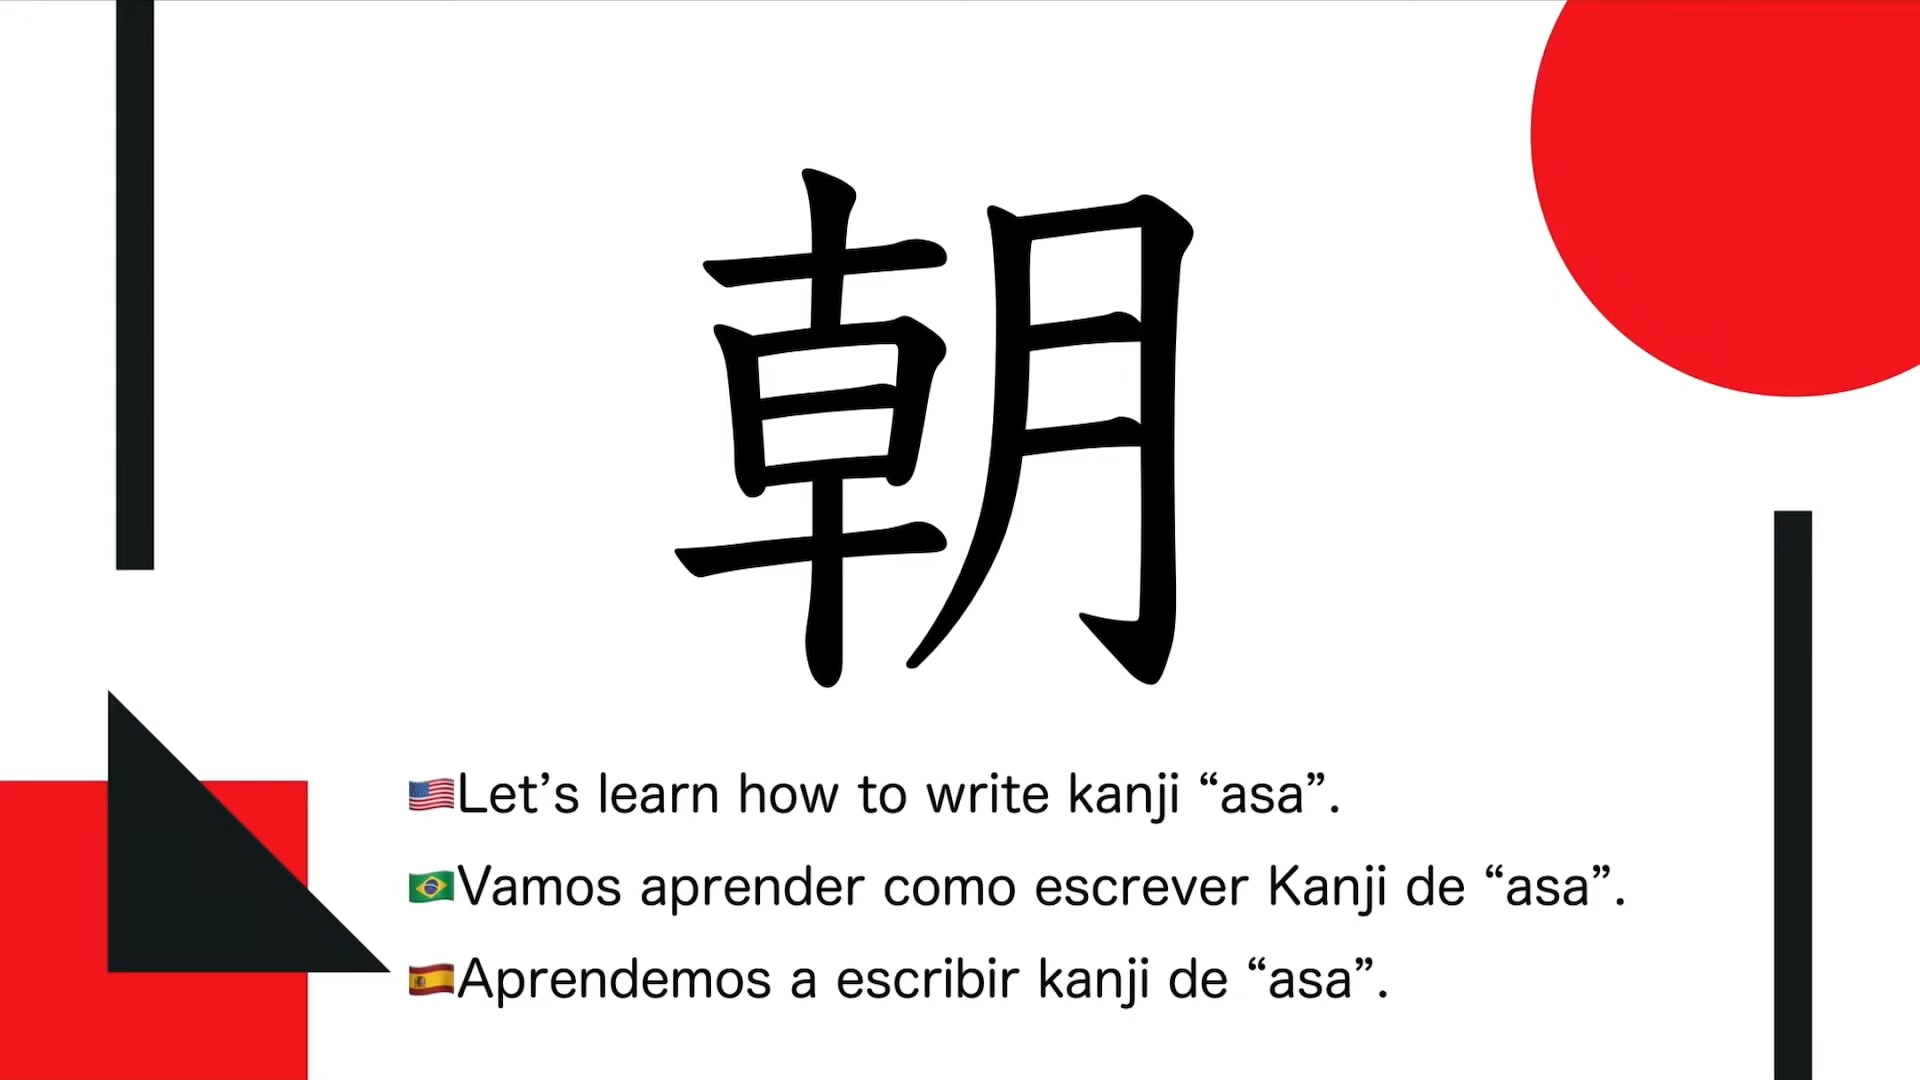 朝
🇺🇸Let’s learn how to write kanji “asa”.
🇧🇷Vamos aprender como escrever Kanji de “asa”.
🇪🇸Aprendemos a escribir kanji de “asa”.